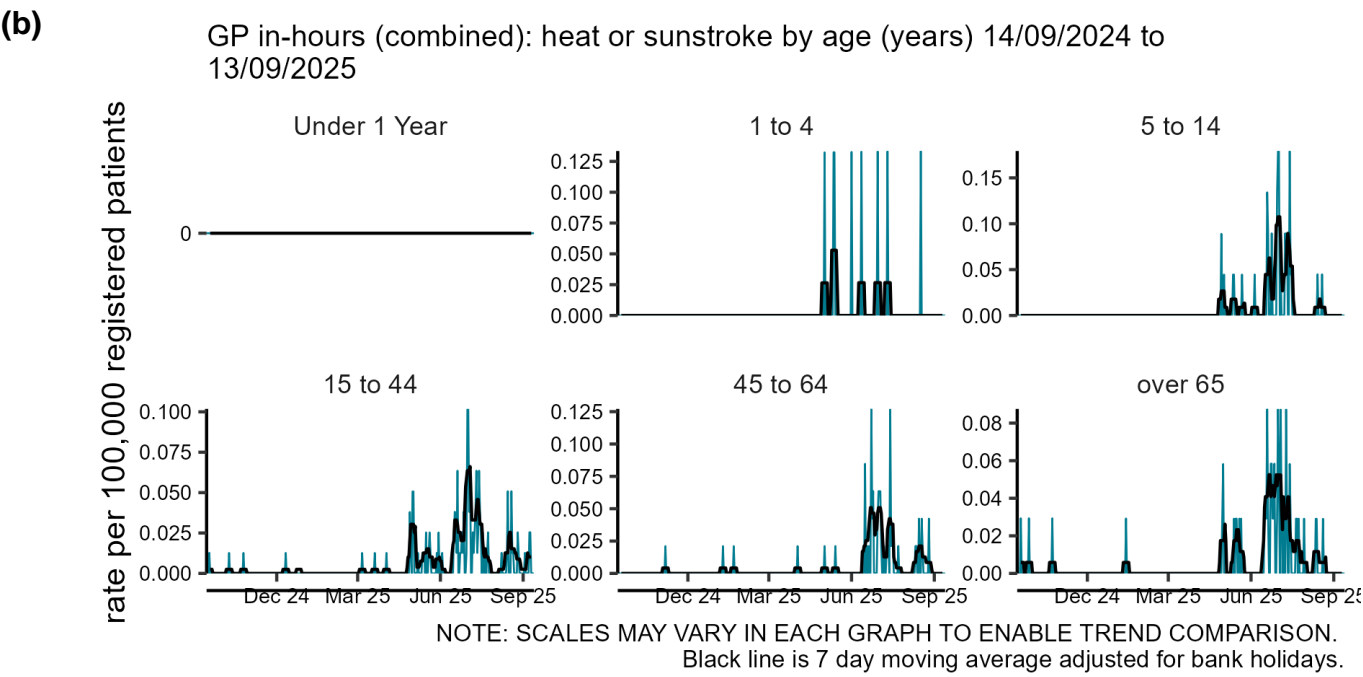 (b)
GP in-hours (combined): heat or sunstroke by age (years) 14/09/2024 to
13/09/2025
rate per 100,000 registered patients
Under 1 Year
0
1 to 4
0.125
0.100
0.075
0.050
0.025
0.000
5 to 14
0.15
0.10
0.05
0.00
15 to 44
0.100
0.075
0.050
0.025
0.000
Dec 24 Mar 25 Jun 25 Sep 25
45 to 64
0.125
0.100
0.075
0.050
0.025
0.000
Dec 24 Mar 25 Jun 25 Sep 25
over 65
0.08
0.06
0.04
0.02
0.00
Dec 24 Mar 25 Jun 25 Sep 25
NOTE: SCALES MAY VARY IN EACH GRAPH TO ENABLE TREND COMPARISON.
Black line is 7 day moving average adjusted for bank holidays.